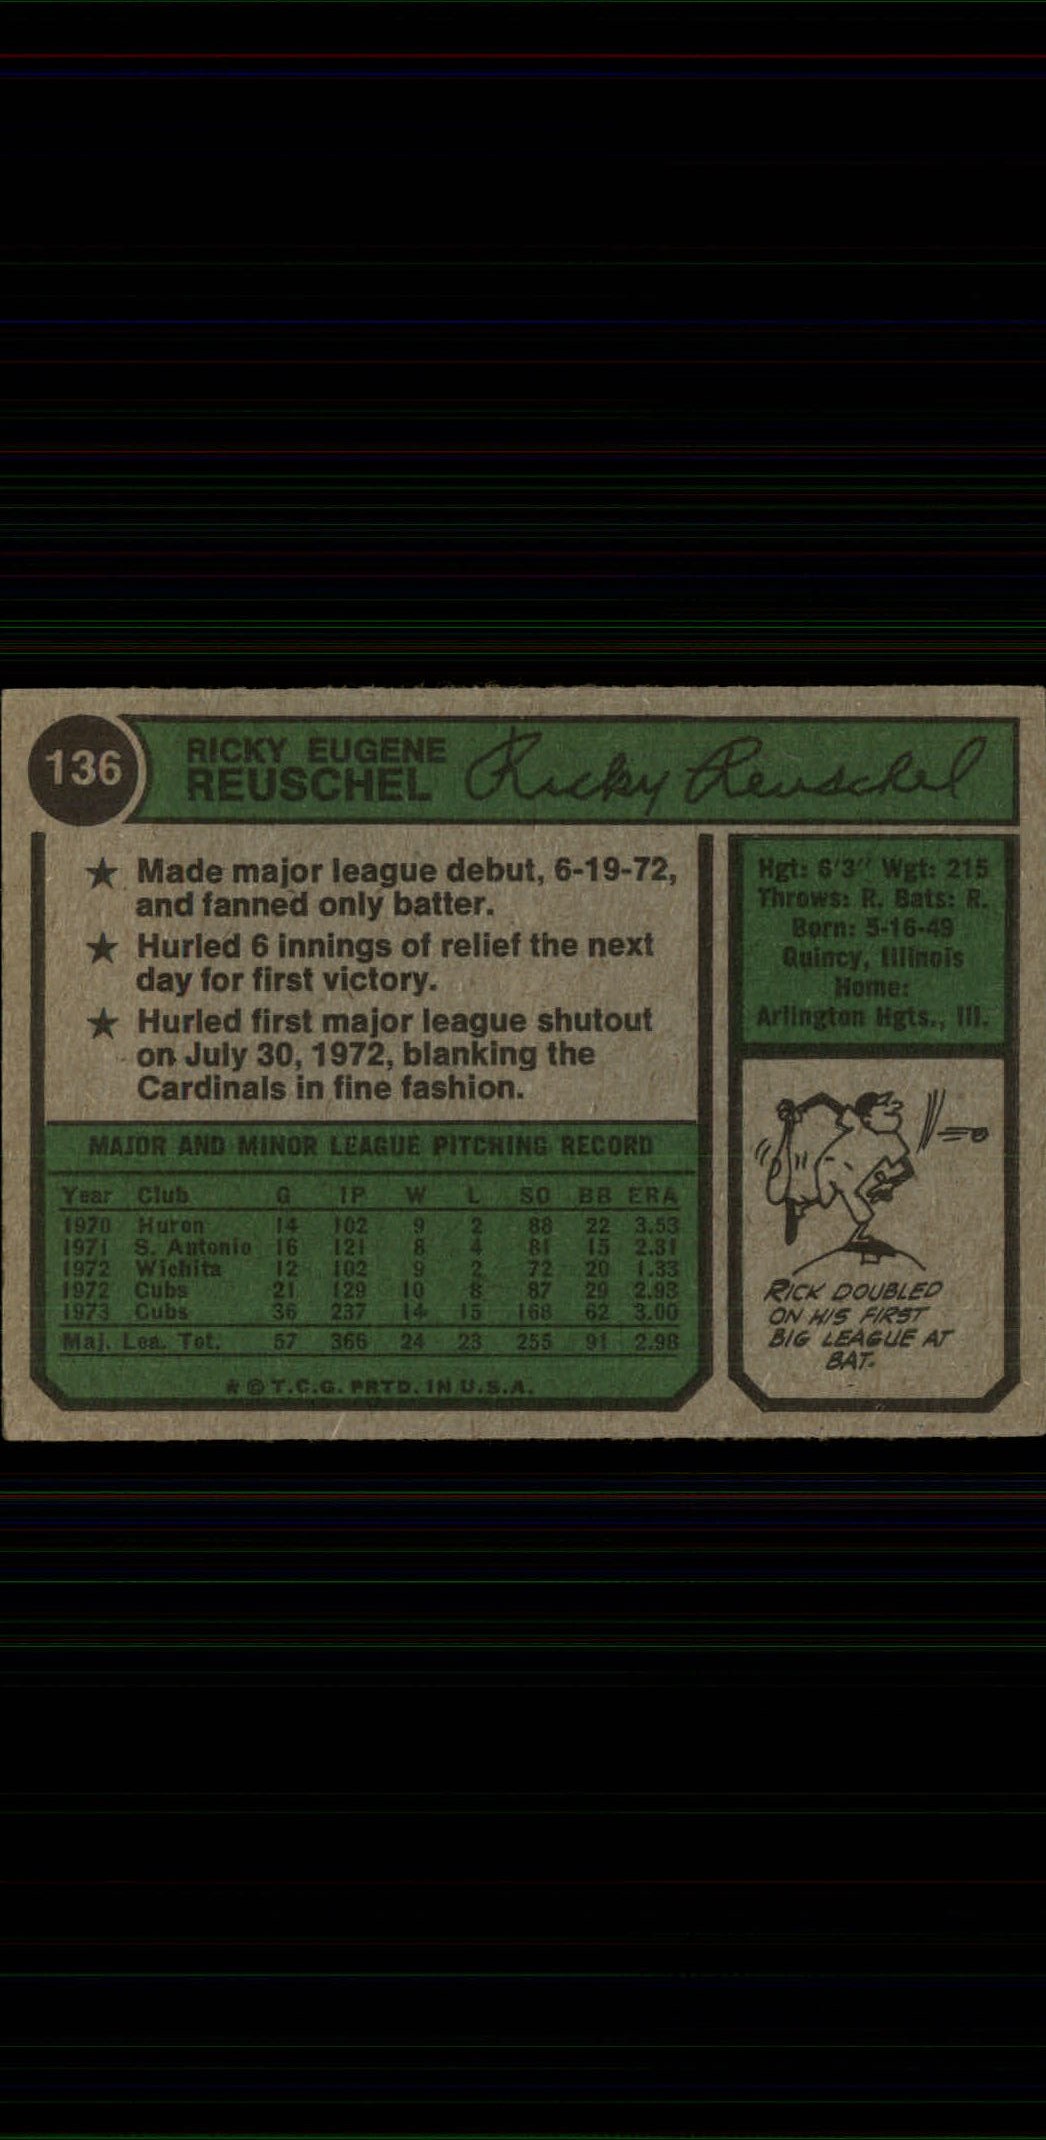 136
RICKY EUGENE
REUSCHEL
Ricky Reuschel
★ Made major league debut, 6-19-72,
and fanned only batter.
★ Hurled 6 innings of relief the next
day for first victory.
★ Hurled first major league shutout
on July 30, 1972, blanking the
Cardinals in fine fashion.
MAJOR AND MINOR LEAGUE PITCHING RECORD
Year Club G IP W L SO BB ERA
1970 Huron 14 102 9 2 88 22 3.53
1971 S. Antonio 16 121 8 4 81 15 2.31
1972 Wichita 12 102 9 2 72 20 1.33
1972 Cubs 21 129 10 8 87 29 2.93
1973 Cubs 36 237 14 15 168 62 3.00
Maj. Lea. Tot. 57 366 24 23 255 91 2.98
★ © T.C.G. PRTD. IN U.S.A.
Hgt: 6'3" Wgt: 215
Throws: R. Bats: R.
Born: 5-16-49
Quincy, Illinois
Home:
Arlington Hgts., Ill.
RICK DOUBLED
ON HIS FIRST
BIG LEAGUE AT
BAT.